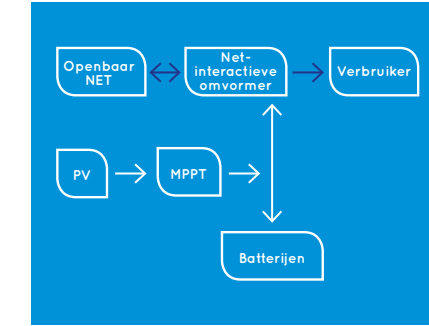 Openbaar
NET
Net-
interactieve
omvormer
Verbruiker
PV
MPPT
Batterijen